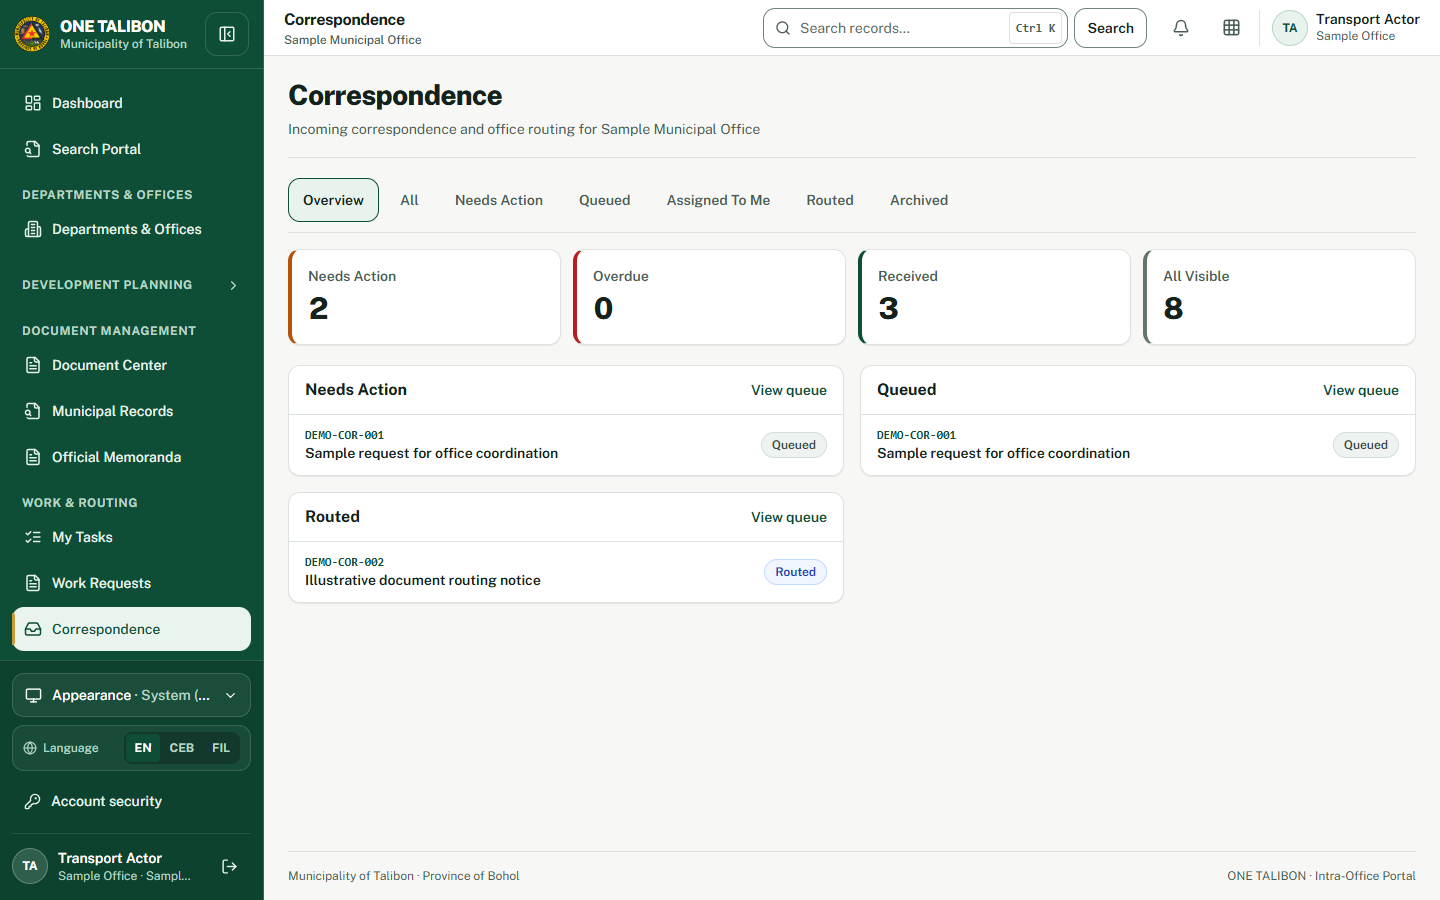 ONE TALIBON
Municipality of Talibon
Dashboard
Search Portal
DEPARTMENTS & OFFICES
Departments & Offices
DEVELOPMENT PLANNING
DOCUMENT MANAGEMENT
Document Center
Municipal Records
Official Memoranda
WORK & ROUTING
My Tasks
Work Requests
Correspondence
Appearance · System (...
Language EN CEB FIL
Account security
TA Transport Actor
Sample Office · Sampl...
Correspondence
Sample Municipal Office
Search records... Ctrl K Search
TA Transport Actor
Sample Office
Correspondence
Incoming correspondence and office routing for Sample Municipal Office
Overview All Needs Action Queued Assigned To Me Routed Archived
Needs Action
2
Overdue
0
Received
3
All Visible
8
Needs Action View queue
DEMO-COR-001
Sample request for office coordination
Queued
Queued View queue
DEMO-COR-001
Sample request for office coordination
Queued
Routed View queue
DEMO-COR-002
Illustrative document routing notice
Routed
Municipality of Talibon · Province of Bohol
ONE TALIBON · Intra-Office Portal